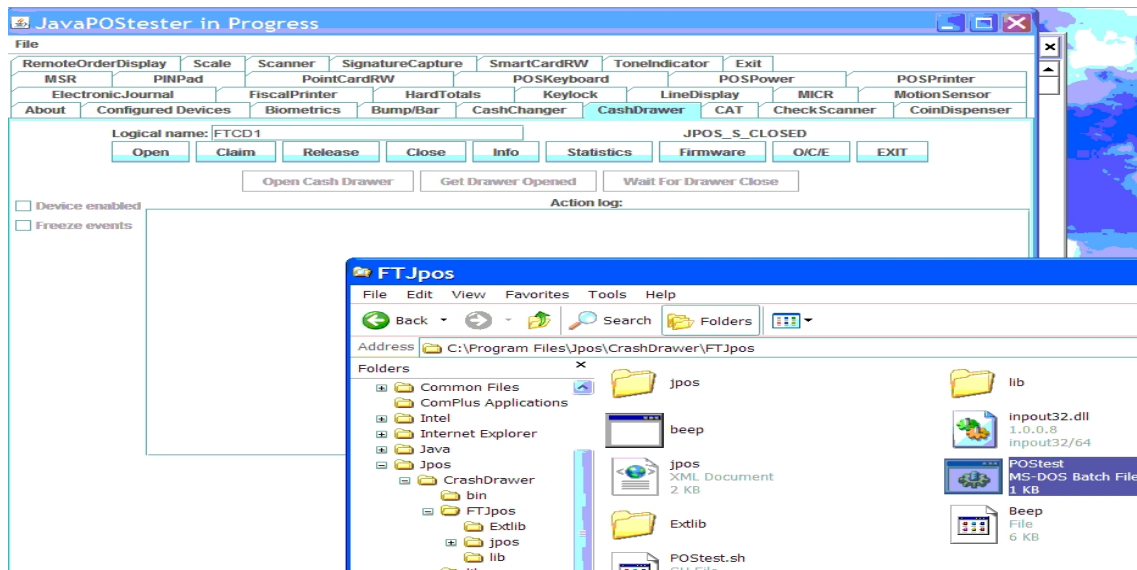 JavaPOStester in Progress
File
RemoteOrderDisplay Scale Scanner SignatureCapture SmartCardRW ToneIndicator Exit
MSR PINPad PointCardRW POSKeyboard POSPower POSPrinter
ElectronicJournal FiscalPrinter HardTotals Keylock LineDisplay MICR MotionSensor
About Configured Devices Biometrics Bump/Bar CashChanger CashDrawer CAT CheckScanner CoinDispenser
Logical name: FTCD1 JPOS_S_CLOSED
Open Claim Release Close Info Statistics Firmware O/C/E EXIT
Open Cash Drawer Get Drawer Opened Wait For Drawer Close
Device enabled
Action log:
Freeze events
FTJpos
File Edit View Favorites Tools Help
Back Search Folders
Address C:\Program Files\Jpos\CrashDrawer\FTJpos
Folders
Common Files
ComPlus Applications
Intel
Internet Explorer
Java
Jpos
CrashDrawer
bin
FTJpos
Extlib
jpos
lib
jpos
lib
beep
inpout32.dll
1.0.0.8
inpout32/64
jpos
XML Document
2 KB
POStest
MS-DOS Batch File
1 KB
Extlib
Beep
File
6 KB
POStest.sh